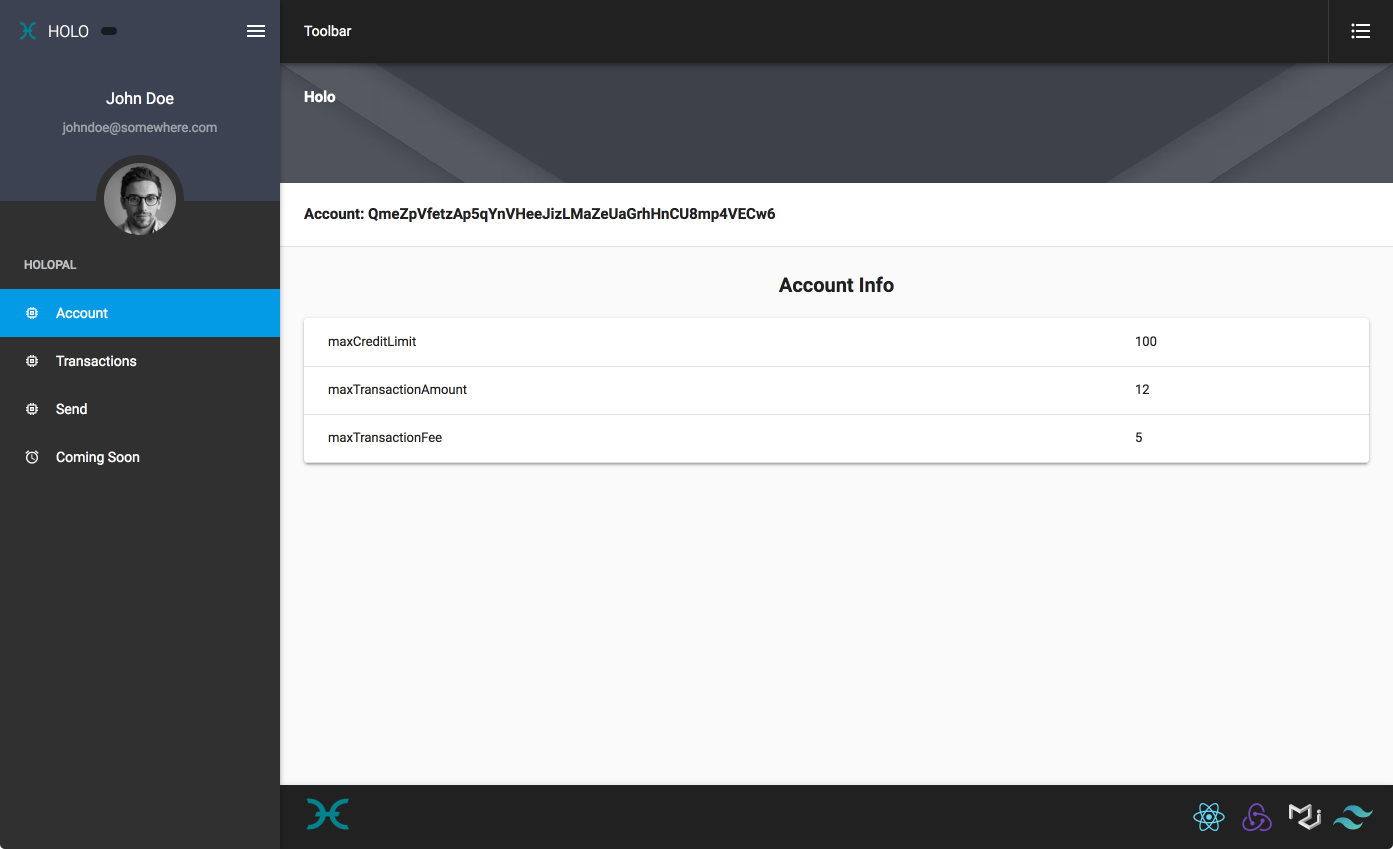 HOLO
Toolbar
John Doe
johndoe@somewhere.com
Holo
Account: QmeZpVfetzAp5qYnVHeeJizLMaZeUaGrhHnCU8mp4VECw6
HOLOPAL
Account
Transactions
Send
Coming Soon
Account Info
maxCreditLimit 100
maxTransactionAmount 12
maxTransactionFee 5